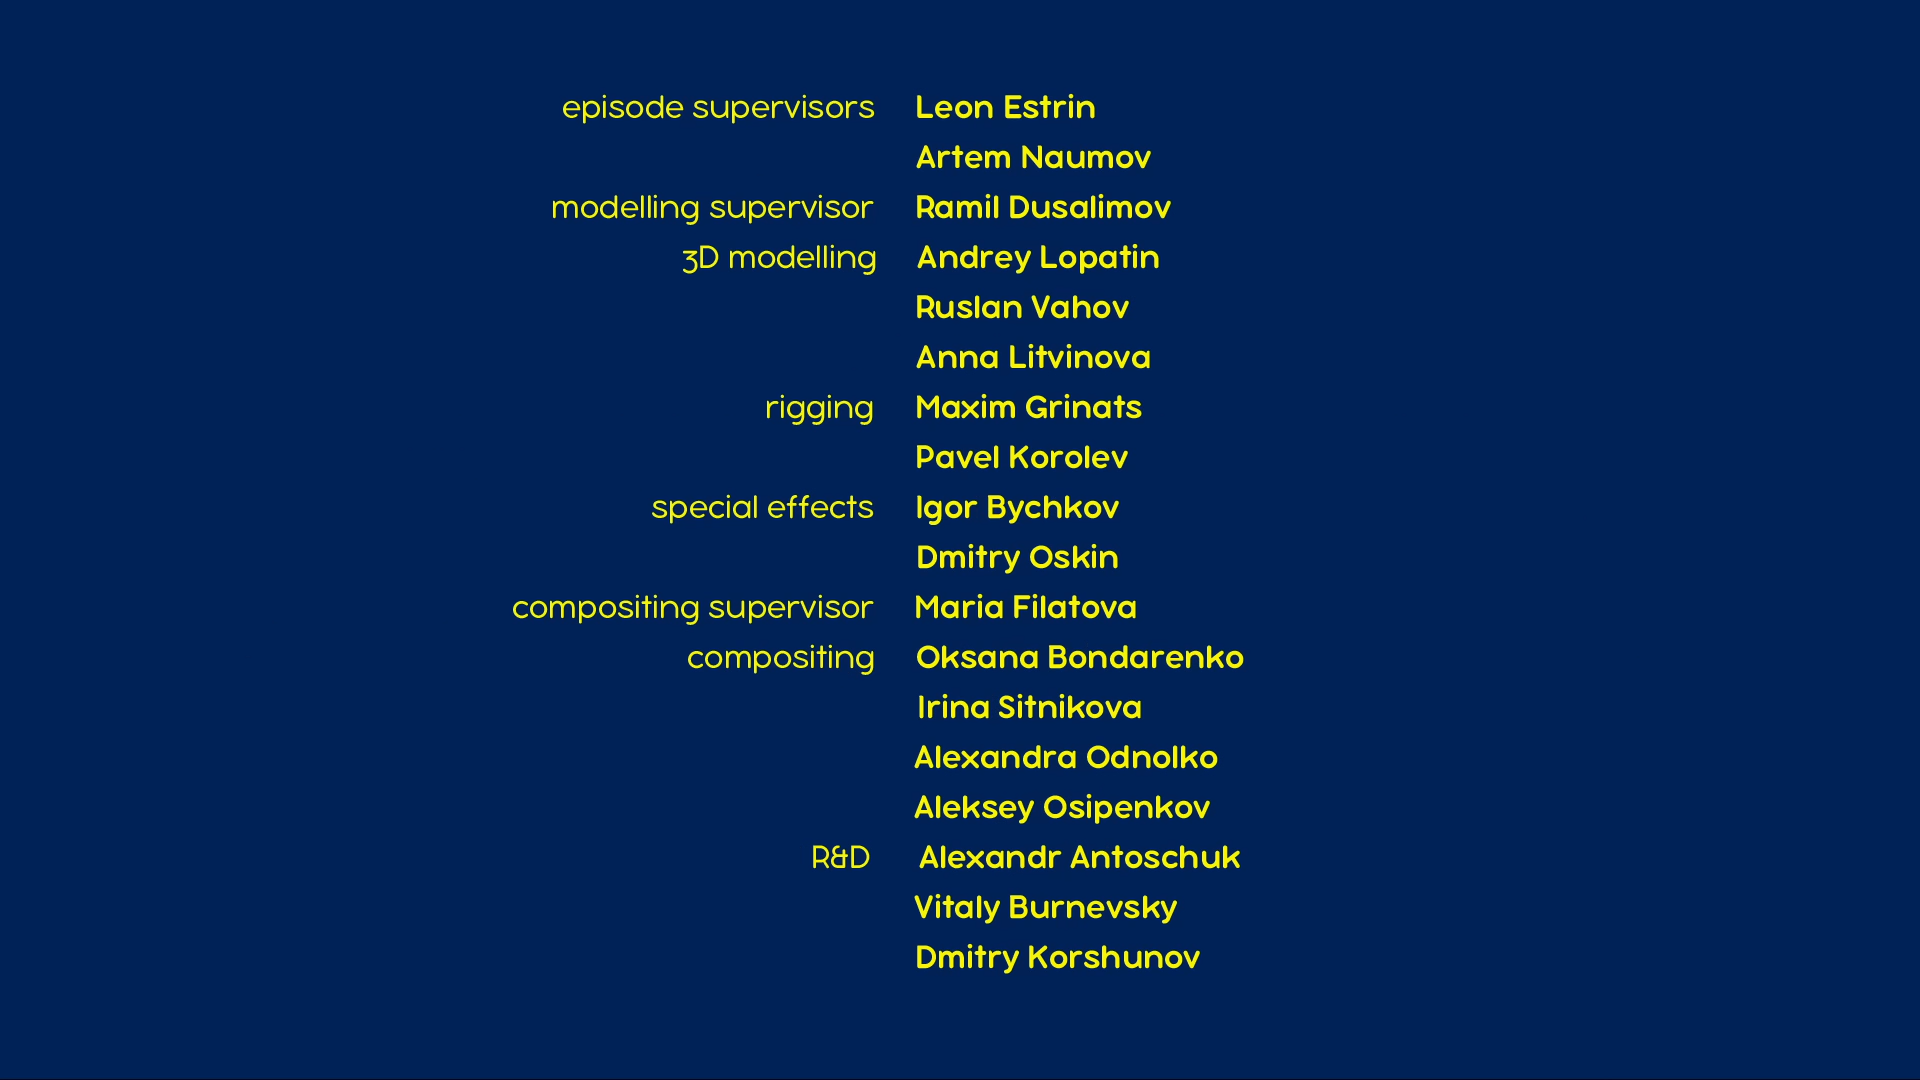 episode supervisors Leon Estrin
Artem Naumov
modelling supervisor Ramil Dusalimov
3D modelling Andrey Lopatin
Ruslan Vahov
Anna Litvinova
rigging Maxim Grinats
Pavel Korolev
special effects Igor Bychkov
Dmitry Oskin
compositing supervisor Maria Filatova
compositing Oksana Bondarenko
Irina Sitnikova
Alexandra Odnolko
Aleksey Osipenkov
R&D Alexandr Antoschuk
Vitaly Burnevsky
Dmitry Korshunov